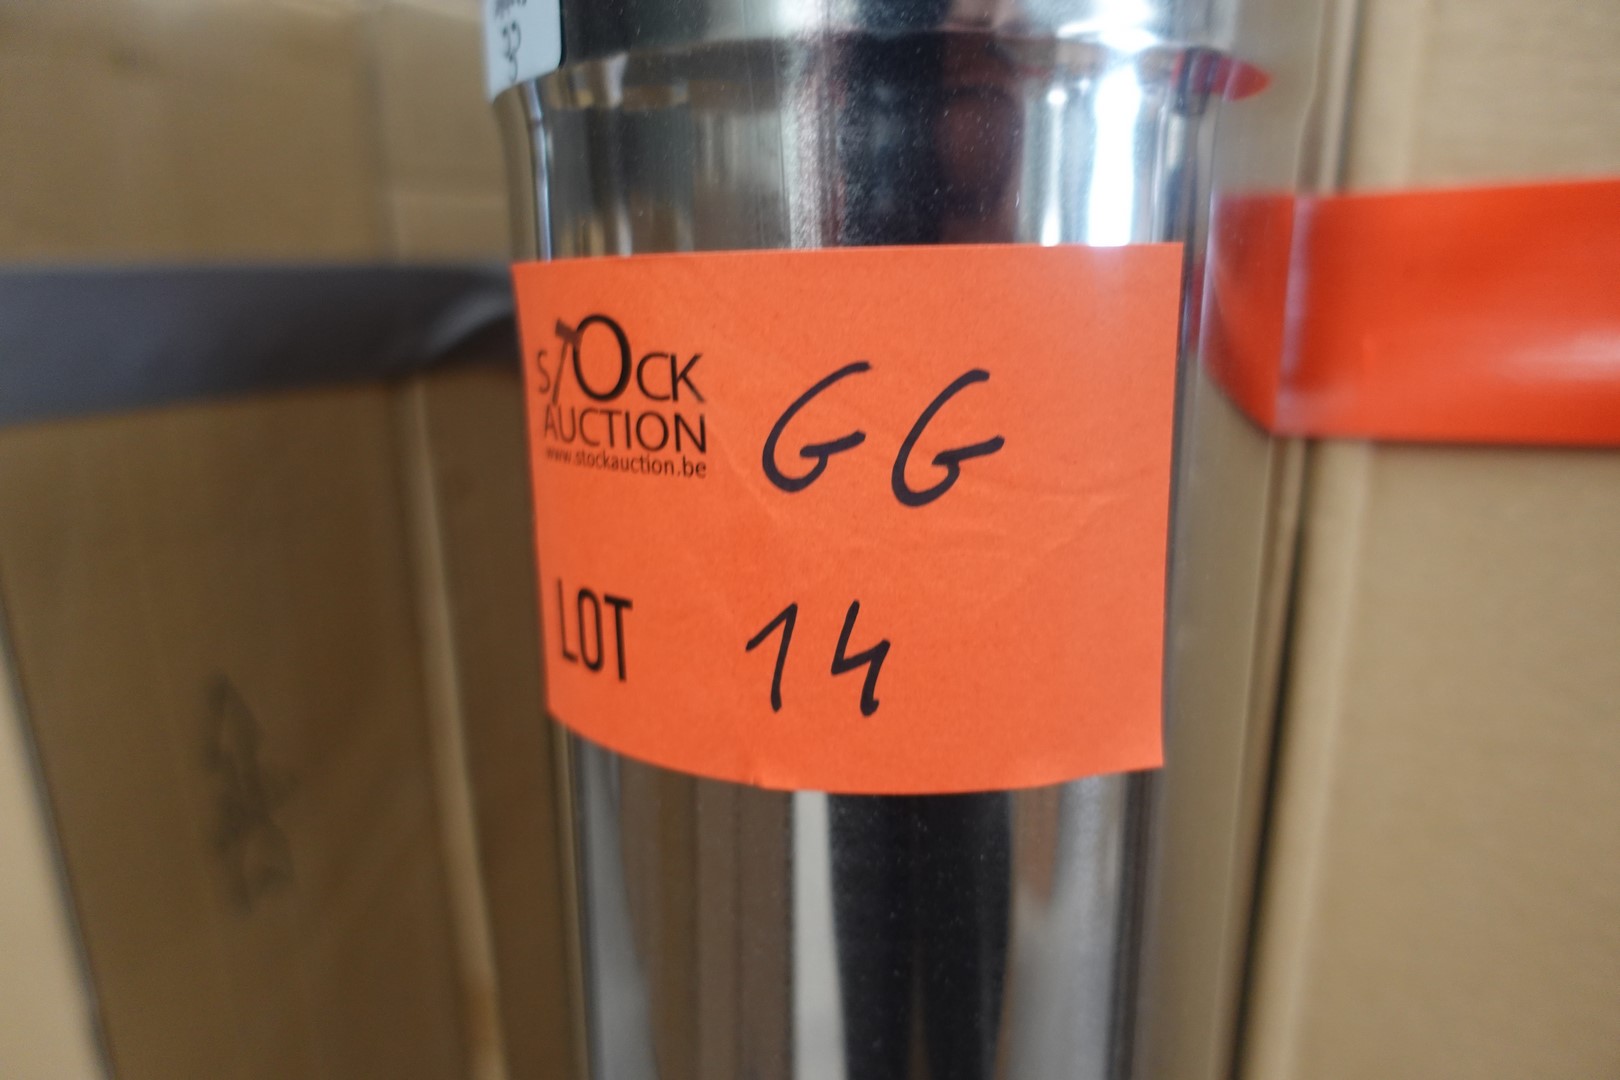 STOCK
AUCTION
www.stockauction.be
GG
LOT 14